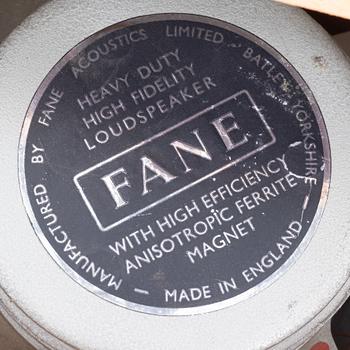 MANUFACTURED BY FANE ACOUSTICS LIMITED - BATLEY, YORKSHIRE - MADE IN ENGLAND -
HEAVY DUTY
HIGH FIDELITY
LOUDSPEAKER
FANE
WITH HIGH EFFICIENCY
ANISOTROPIC FERRITE
MAGNET